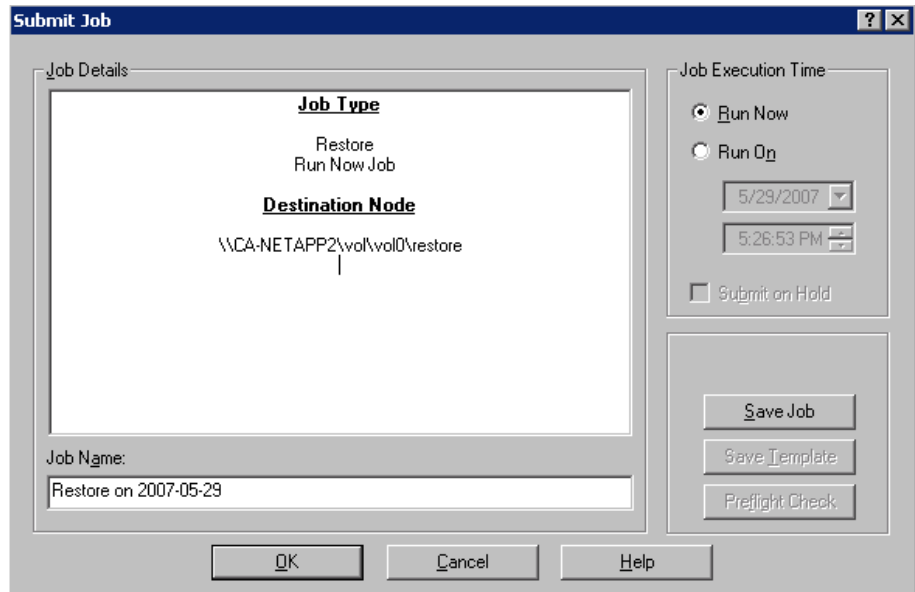 Submit Job
Job Details
Job Type
Restore
Run Now Job
Destination Node
\\CA-NETAPP2\vol\vol0\restore
Job Name:
Restore on 2007-05-29
Job Execution Time
Run Now
Run On
5/29/2007
5:26:53 PM
Submit on Hold
Save Job
Save Template
Preflight Check
OK
Cancel
Help